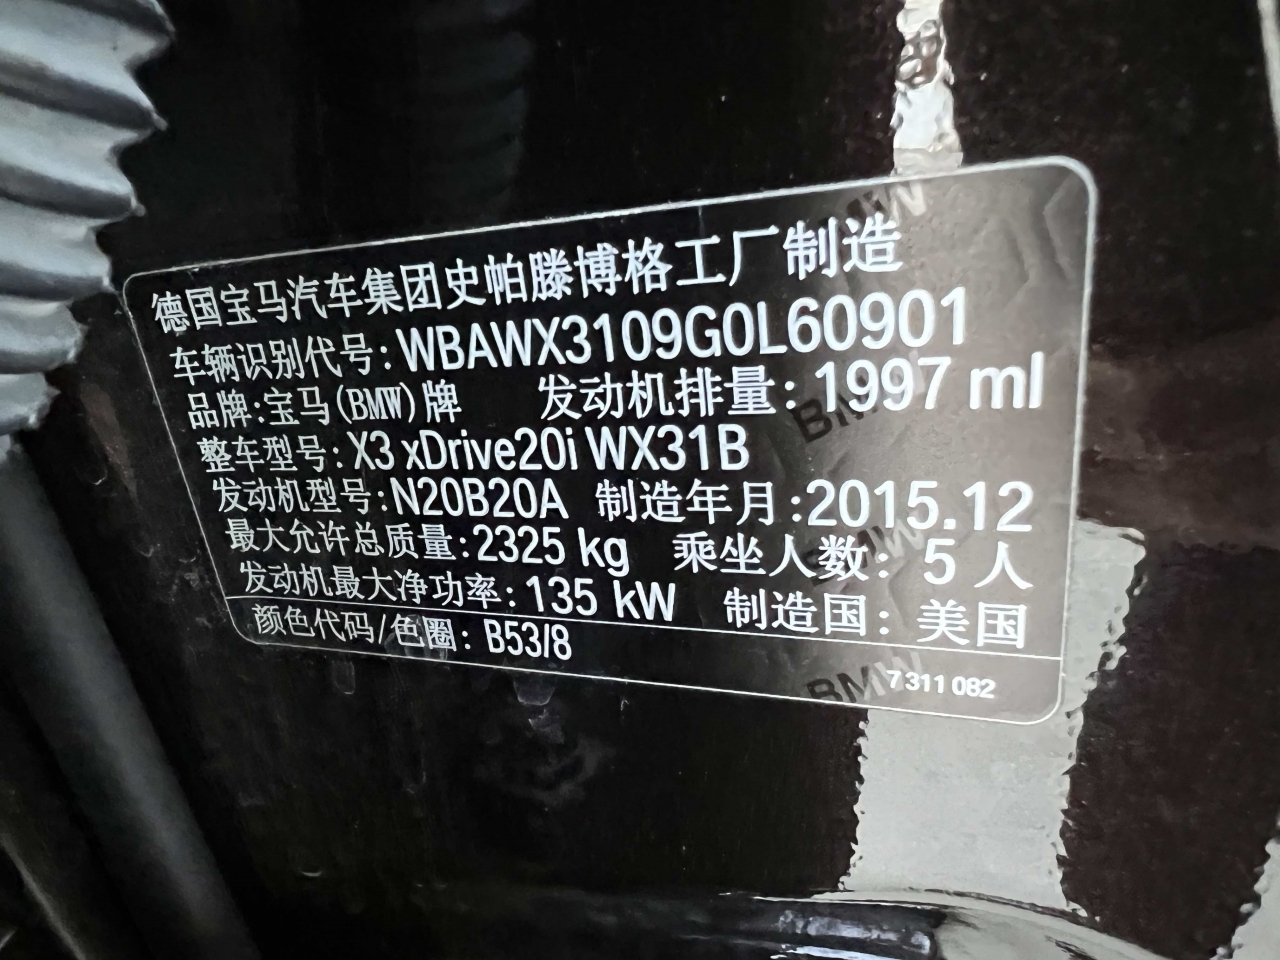 德国宝马汽车集团史帕滕博格工厂制造
车辆识别代号: WBAWX3109G0L60901
品牌:宝马(BMW)牌 发动机排量: 1997 ml
整车型号: X3 xDrive20i WX31B
发动机型号:N20B20A 制造年月:2015.12
最大允许总质量:2325 kg 乘坐人数: 5 人
发动机最大净功率: 135 kW 制造国: 美国
颜色代码/色圈: B53/8
7 311 082
BMW
BMW
BMW
BMW